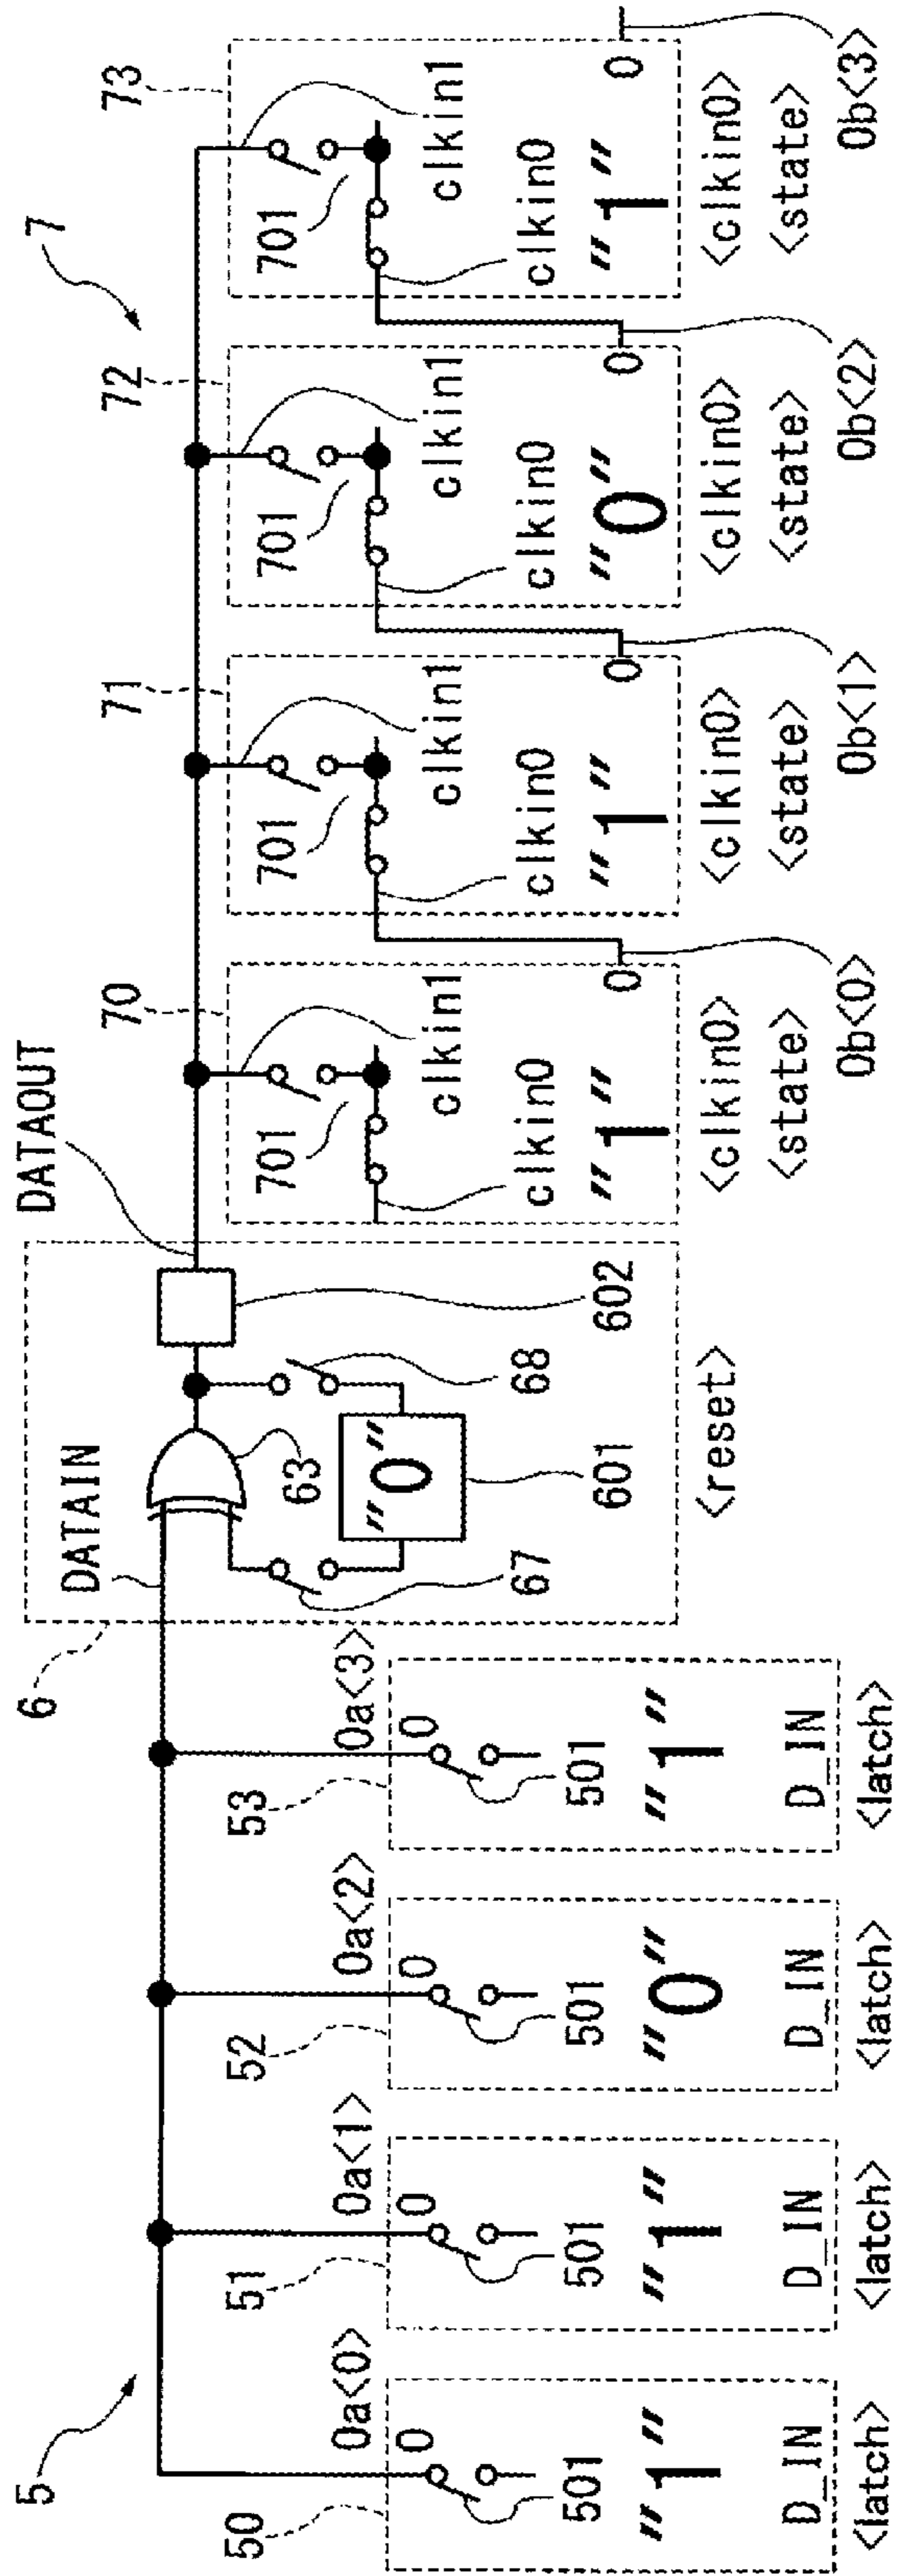 5
50
0a<0>
0
501
"1"
D_IN
<latch>
51
0a<1>
0
501
"1"
D_IN
<latch>
52
0a<2>
0
501
"0"
D_IN
<latch>
53
0a<3>
0
501
"1"
D_IN
<latch>
6
DATAIN
63
67
68
"0"
601
602
<reset>
DATAOUT
7
70
701
clkin1
clkin0
"1"
0
<clkin0>
<state>
0b<0>
71
701
clkin1
clkin0
"1"
0
<clkin0>
<state>
0b<1>
72
701
clkin1
clkin0
"0"
0
<clkin0>
<state>
0b<2>
73
701
clkin1
clkin0
"1"
0
<clkin0>
<state>
0b<3>